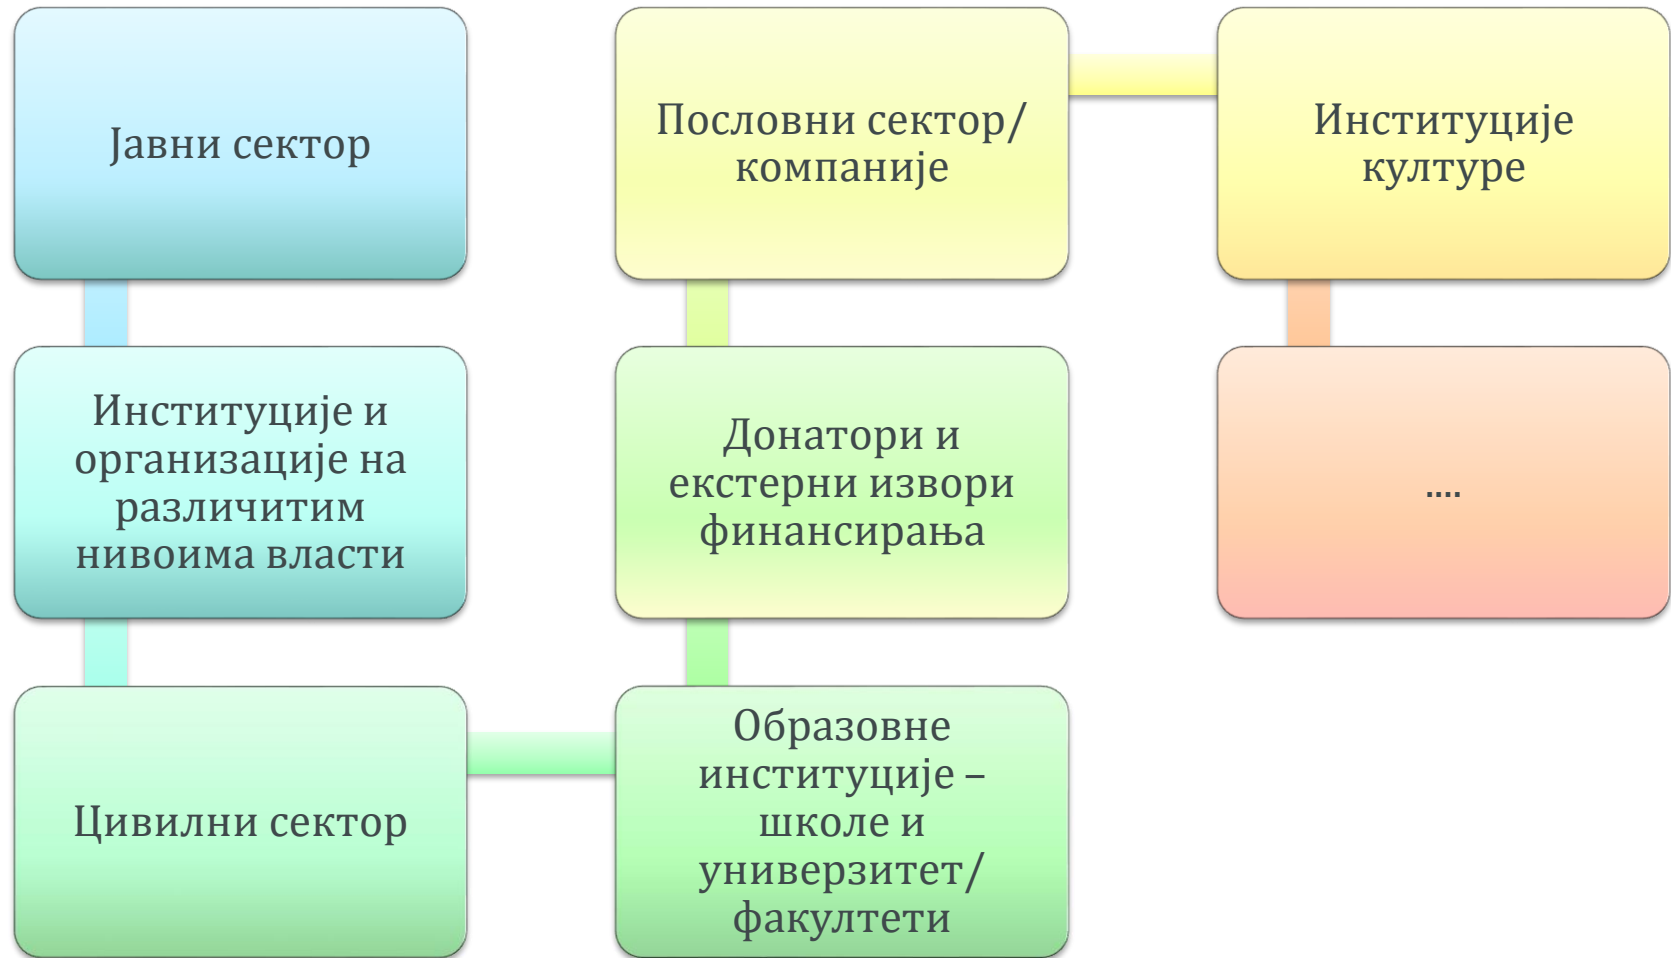 Јавни сектор
Институције и
организације на
различитим
нивоима власти
Цивилни сектор
Образовне
институције –
школе и
универзитет/
факултети
Донатори и
екстерни извори
финансирања
Пословни сектор/
компаније
Институције
културе
....